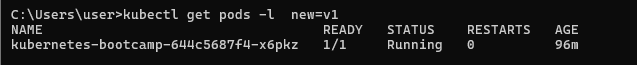 C:\Users\user>kubectl get pods -l  new=v1
NAME                                   READY   STATUS    RESTARTS   AGE
kubernetes-bootcamp-644c5687f4-x6pkz   1/1     Running   0          96m